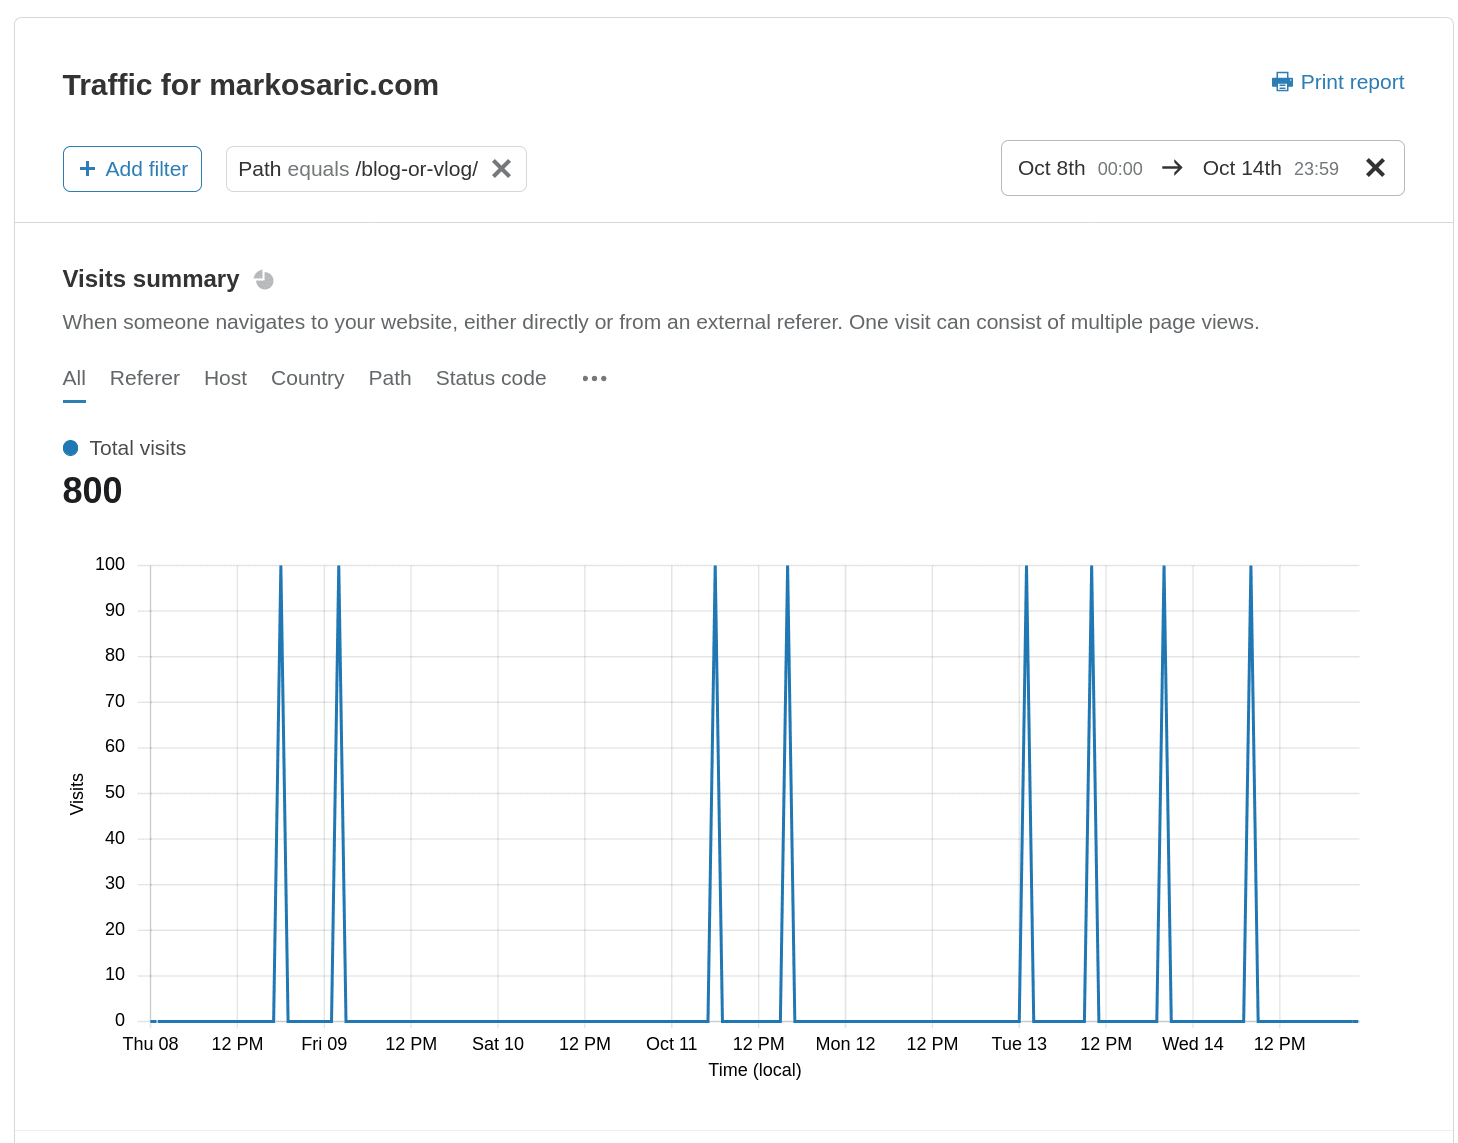 Traffic for markosaric.com
Print report
Add filter
Path equals /blog-or-vlog/
Oct 8th 00:00 → Oct 14th 23:59
Visits summary
When someone navigates to your website, either directly or from an external referer. One visit can consist of multiple page views.
All Referer Host Country Path Status code •••
Total visits
800
100
90
80
70
60
50
40
30
20
10
0
Visits
Thu 08 12 PM Fri 09 12 PM Sat 10 12 PM Oct 11 12 PM Mon 12 12 PM Tue 13 12 PM Wed 14 12 PM
Time (local)